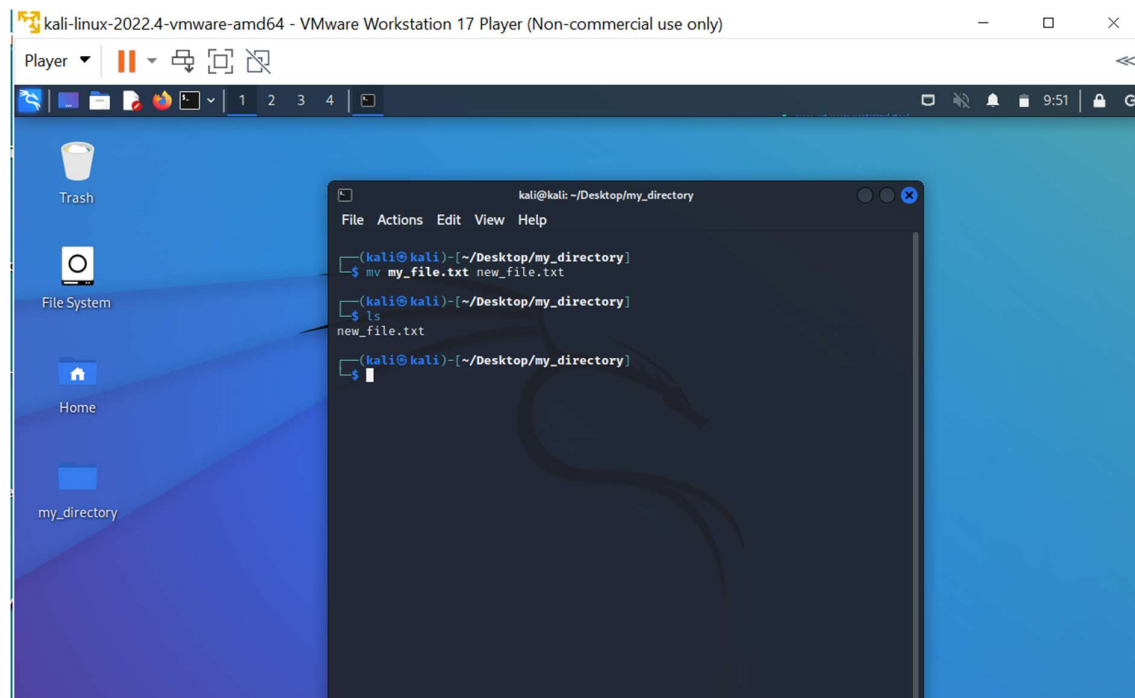 kali-linux-2022.4-vmware-amd64 - VMware Workstation 17 Player (Non-commercial use only)
Player
1 2 3 4
9:51
Trash
File System
Home
my_directory
kali@kali: ~/Desktop/my_directory
File Actions Edit View Help
(kali㉿kali)-[~/Desktop/my_directory]
$ mv my_file.txt new_file.txt
(kali㉿kali)-[~/Desktop/my_directory]
$ ls
new_file.txt
(kali㉿kali)-[~/Desktop/my_directory]
$